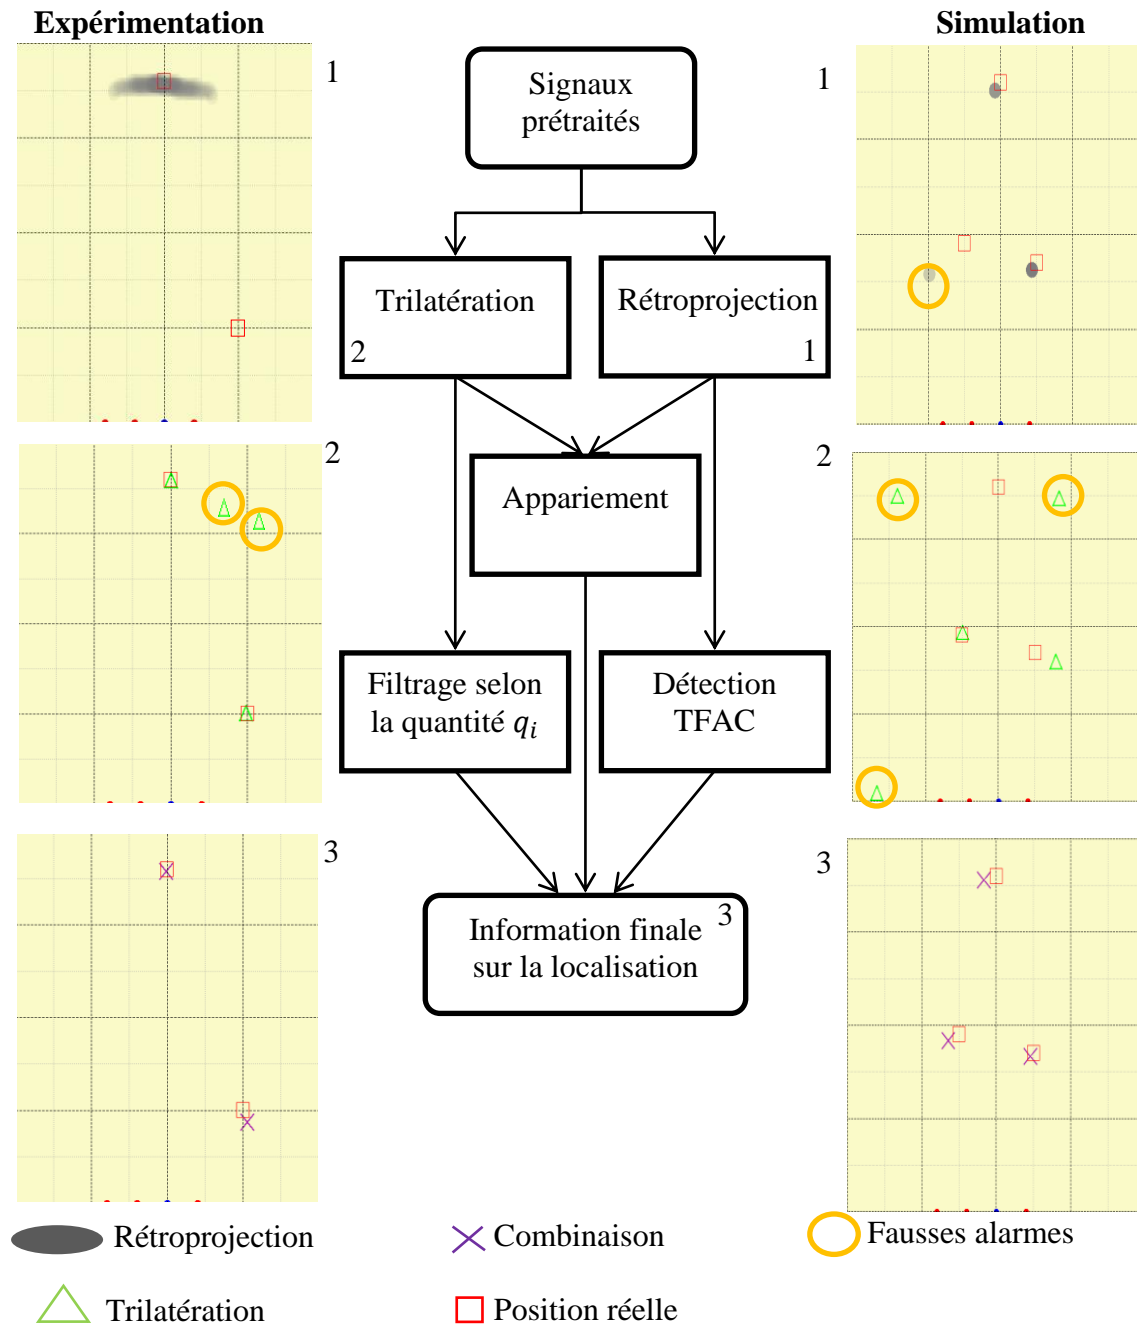 Expérimentation
Simulation
1
Signaux
prétraités
1
Trilatération
2
Rétroprojection
1
2
Appariement
2
Filtrage selon
la quantité q_i
Détection
TFAC
3
Information finale
sur la localisation
3
3
Rétroprojection
Combinaison
Fausses alarmes
Trilatération
Position réelle